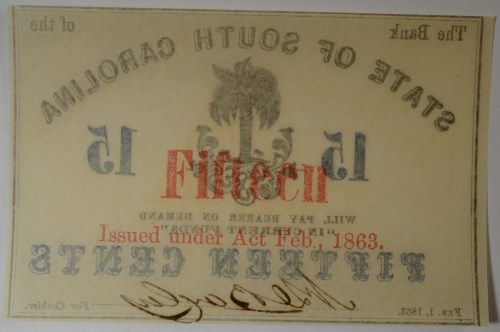 The Bank of the
STATE OF SOUTH CAROLINA
15 15
Fifteen
WILL PAY BEARER ON DEMAND
"IN CURRENT FUNDS"
Issued under Act Feb., 1863.
FIFTEEN CENTS
FEB. 1, 1863. For Cashier.